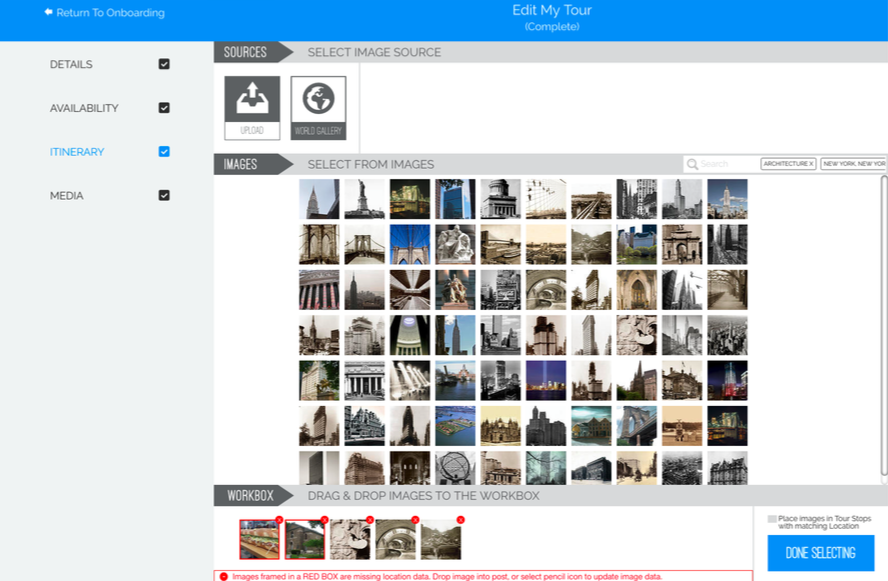 Return To Onboarding
Edit My Tour
(Complete)
DETAILS
AVAILABILITY
ITINERARY
MEDIA
SOURCES
SELECT IMAGE SOURCE
UPLOAD
WORLD GALLERY
IMAGES
SELECT FROM IMAGES
Search
ARCHITECTURE X
NEW YORK, NEW YOR
WORKBOX
DRAG & DROP IMAGES TO THE WORKBOX
X X X X X
Place images in Tour Stops
with matching Location
DONE SELECTING
Images framed in a RED BOX are missing location data. Drop image into post, or select pencil icon to update image data.